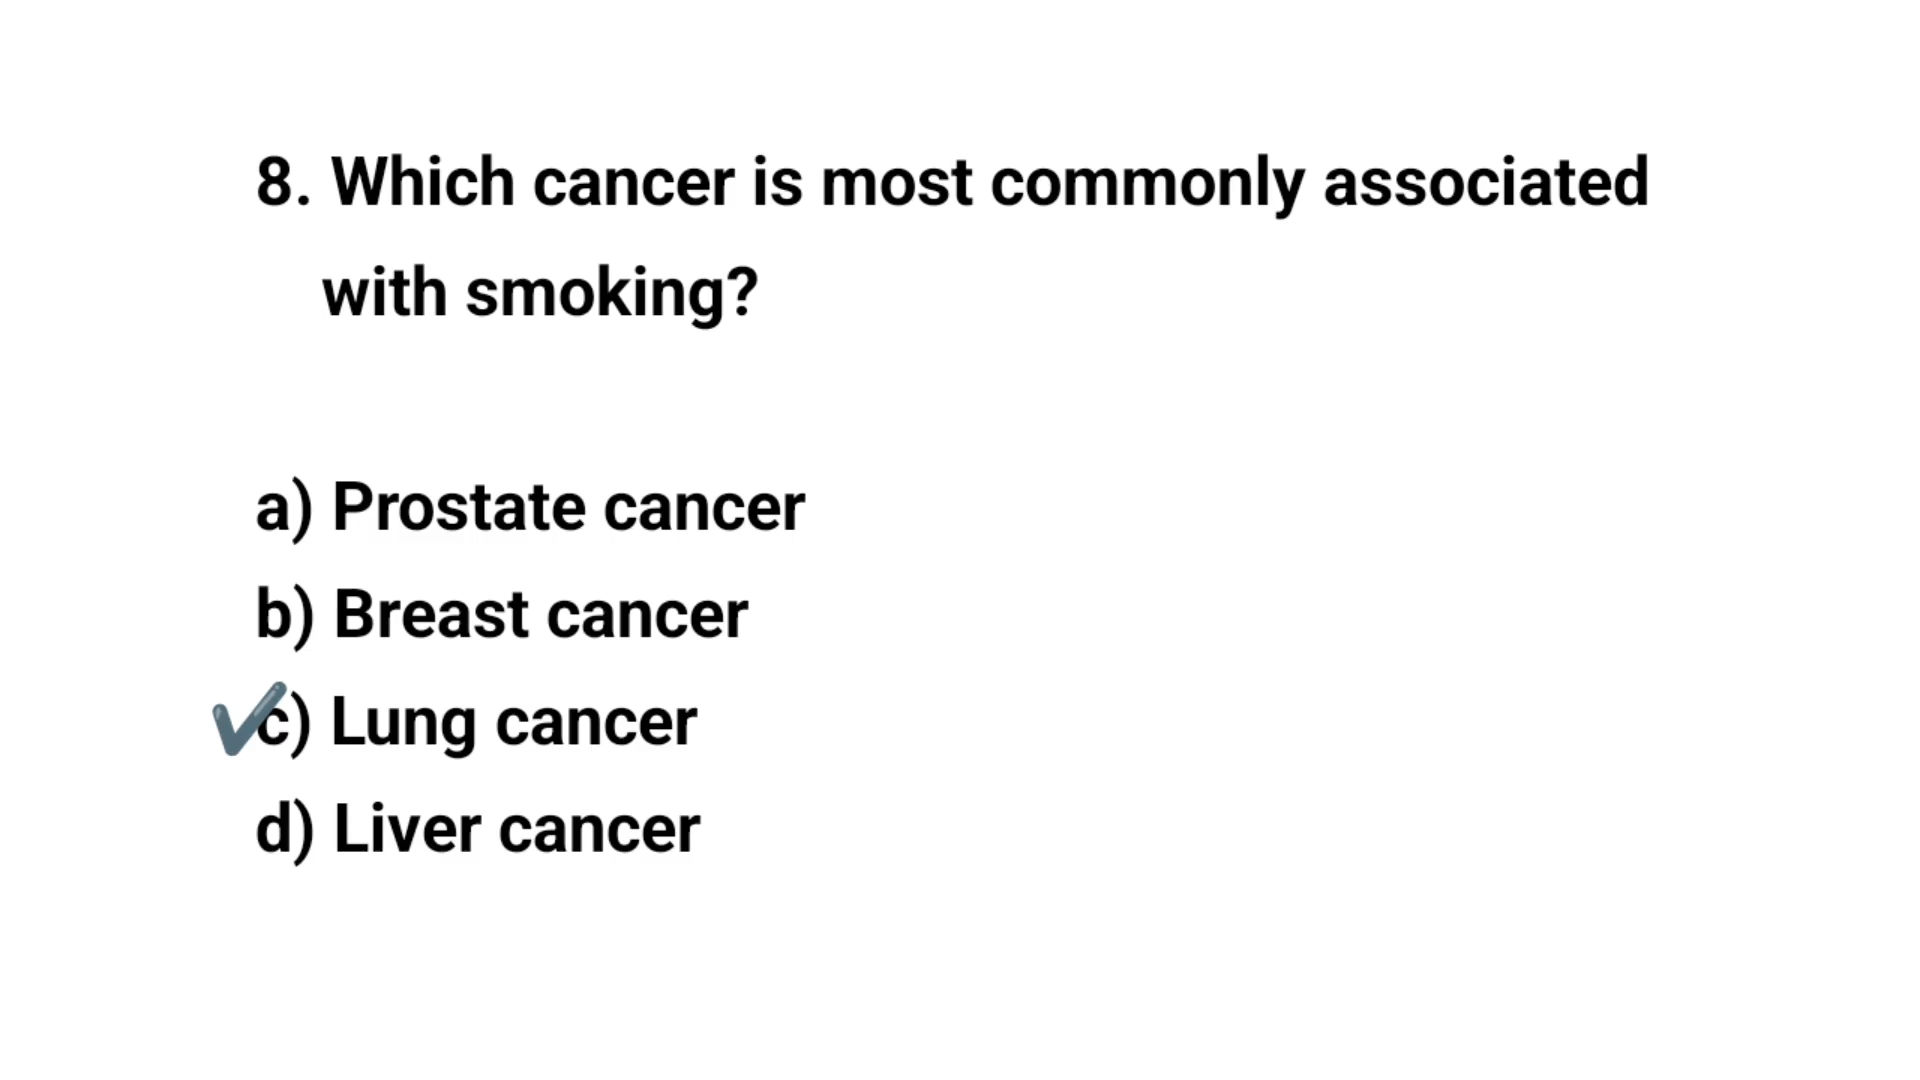 8. Which cancer is most commonly associated
with smoking?
a) Prostate cancer
b) Breast cancer
c) Lung cancer
d) Liver cancer